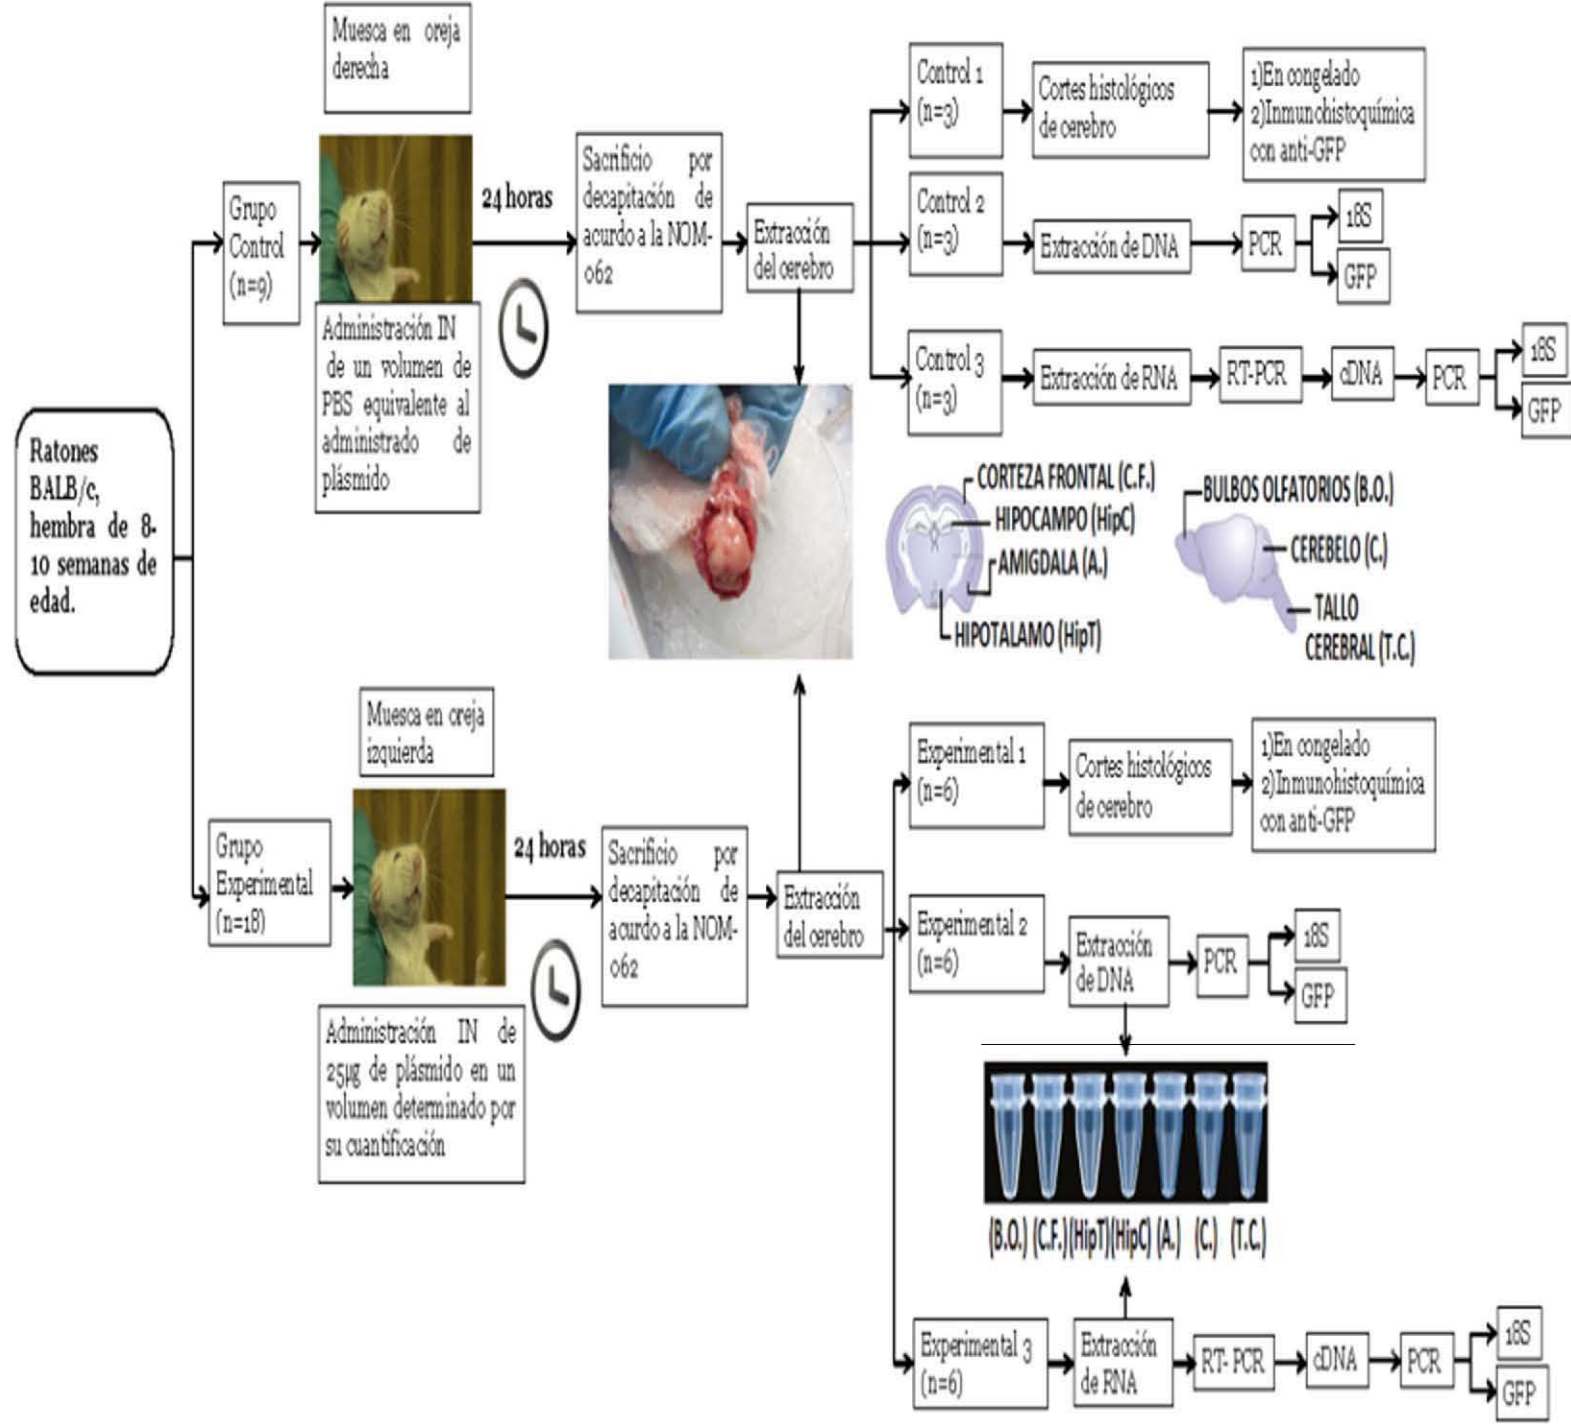 Ratones
BALB/c,
hembra de 8-
10 semanas de
edad.
Grupo
Control
(n=9)
Muesca en oreja
derecha
Administración IN
de un volumen de
PBS equivalente al
administrado de
plásmido
24 horas
Sacrificio por
decapitación de
acurdo a la NOM-
062
Extracción
del cerebro
Control 1
(n=3)
Cortes histológicos
de cerebro
1)En congelado
2)Inmunohistoquímica
con anti-GFP
Control 2
(n=3)
Extracción de DNA
PCR
18S
GFP
Control 3
(n=3)
Extracción de RNA
RT-PCR
cDNA
PCR
18S
GFP
CORTEZA FRONTAL (C.F.)
HIPOCAMPO (HipC)
AMIGDALA (A.)
HIPOTALAMO (HipT)
BULBOS OLFATORIOS (B.O.)
CEREBELO (C.)
TALLO
CEREBRAL (T.C.)
Grupo
Experimental
(n=18)
Muesca en oreja
izquierda
Administración IN de
25µg de plásmido en un
volumen determinado por
su cuantificación
24 horas
Sacrificio por
decapitación de
acurdo a la NOM-
062
Extracción
del cerebro
Experimental 1
(n=6)
Cortes histológicos
de cerebro
1)En congelado
2)Inmunohistoquímica
con anti-GFP
Experimental 2
(n=6)
Extracción
de DNA
PCR
18S
GFP
(B.O.) (C.F.) (HipT) (HipC) (A.) (C.) (T.C.)
Experimental 3
(n=6)
Extracción
de RNA
RT- PCR
cDNA
PCR
18S
GFP